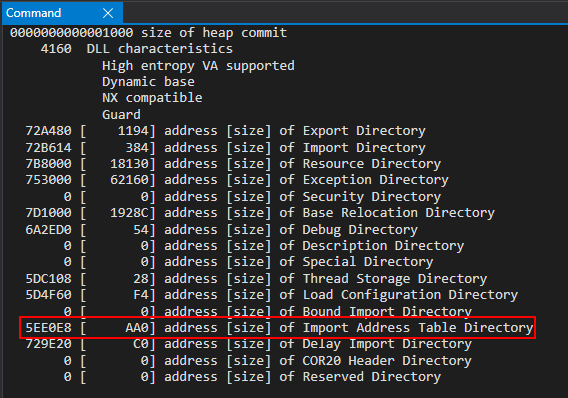 Command
0000000000001000 size of heap commit
4160 DLL characteristics
High entropy VA supported
Dynamic base
NX compatible
Guard
72A480 [ 1194] address [size] of Export Directory
72B614 [ 384] address [size] of Import Directory
7B8000 [ 18130] address [size] of Resource Directory
753000 [ 62160] address [size] of Exception Directory
0 [ 0] address [size] of Security Directory
7D1000 [ 1928C] address [size] of Base Relocation Directory
6A2ED0 [ 54] address [size] of Debug Directory
0 [ 0] address [size] of Description Directory
0 [ 0] address [size] of Special Directory
5DC108 [ 28] address [size] of Thread Storage Directory
5D4F60 [ F4] address [size] of Load Configuration Directory
0 [ 0] address [size] of Bound Import Directory
5EE0E8 [ AA0] address [size] of Import Address Table Directory
729E20 [ C0] address [size] of Delay Import Directory
0 [ 0] address [size] of COR20 Header Directory
0 [ 0] address [size] of Reserved Directory